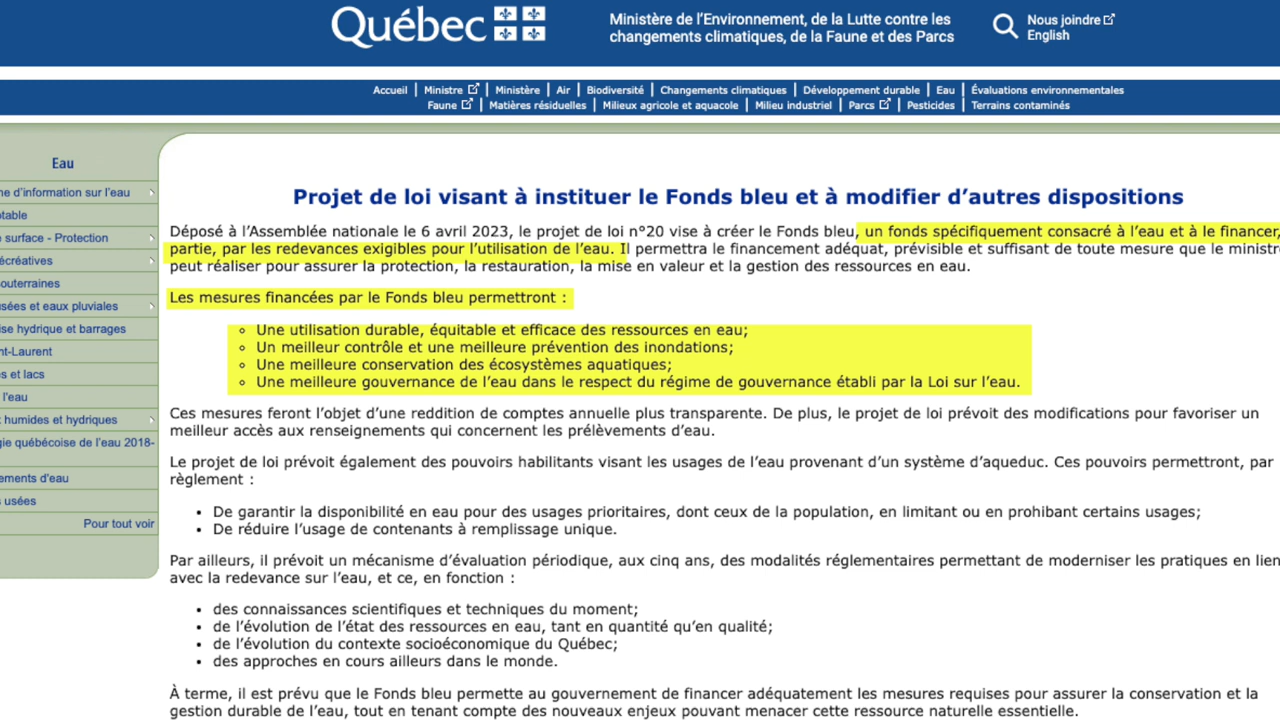 Québec
Ministère de l'Environnement, de la Lutte contre les
changements climatiques, de la Faune et des Parcs
Nous joindre
English
Accueil | Ministre | Ministère | Air | Biodiversité | Changements climatiques | Développement durable | Eau | Évaluations environnementales
Faune | Matières résiduelles | Milieux agricole et aquacole | Milieu industriel | Parcs | Pesticides | Terrains contaminés
Eau
d'information sur l'eau
surface - Protection
eaux pluviales
hydrique et barrages
et lacs
l'eau
humides et hydriques
québécoise de l'eau 2018-
d'eau
usées
Pour tout voir
Projet de loi visant à instituer le Fonds bleu et à modifier d'autres dispositions
Déposé à l'Assemblée nationale le 6 avril 2023, le projet de loi n°20 vise à créer le Fonds bleu, un fonds spécifiquement consacré à l'eau et à le financer,
partie, par les redevances exigibles pour l'utilisation de l'eau. Il permettra le financement adéquat, prévisible et suffisant de toute mesure que le ministr
peut réaliser pour assurer la protection, la restauration, la mise en valeur et la gestion des ressources en eau.
Les mesures financées par le Fonds bleu permettront :
Une utilisation durable, équitable et efficace des ressources en eau;
Un meilleur contrôle et une meilleure prévention des inondations;
Une meilleure conservation des écosystèmes aquatiques;
Une meilleure gouvernance de l'eau dans le respect du régime de gouvernance établi par la Loi sur l'eau.
Ces mesures feront l'objet d'une reddition de comptes annuelle plus transparente. De plus, le projet de loi prévoit des modifications pour favoriser un
meilleur accès aux renseignements qui concernent les prélèvements d'eau.
Le projet de loi prévoit également des pouvoirs habilitants visant les usages de l'eau provenant d'un système d'aqueduc. Ces pouvoirs permettront, par
règlement :
De garantir la disponibilité en eau pour des usages prioritaires, dont ceux de la population, en limitant ou en prohibant certains usages;
De réduire l'usage de contenants à remplissage unique.
Par ailleurs, il prévoit un mécanisme d'évaluation périodique, aux cinq ans, des modalités réglementaires permettant de moderniser les pratiques en lien
avec la redevance sur l'eau, et ce, en fonction :
des connaissances scientifiques et techniques du moment;
de l'évolution de l'état des ressources en eau, tant en quantité qu'en qualité;
de l'évolution du contexte socioéconomique du Québec;
des approches en cours ailleurs dans le monde.
À terme, il est prévu que le Fonds bleu permette au gouvernement de financer adéquatement les mesures requises pour assurer la conservation et la
gestion durable de l'eau, tout en tenant compte des nouveaux enjeux pouvant menacer cette ressource naturelle essentielle.